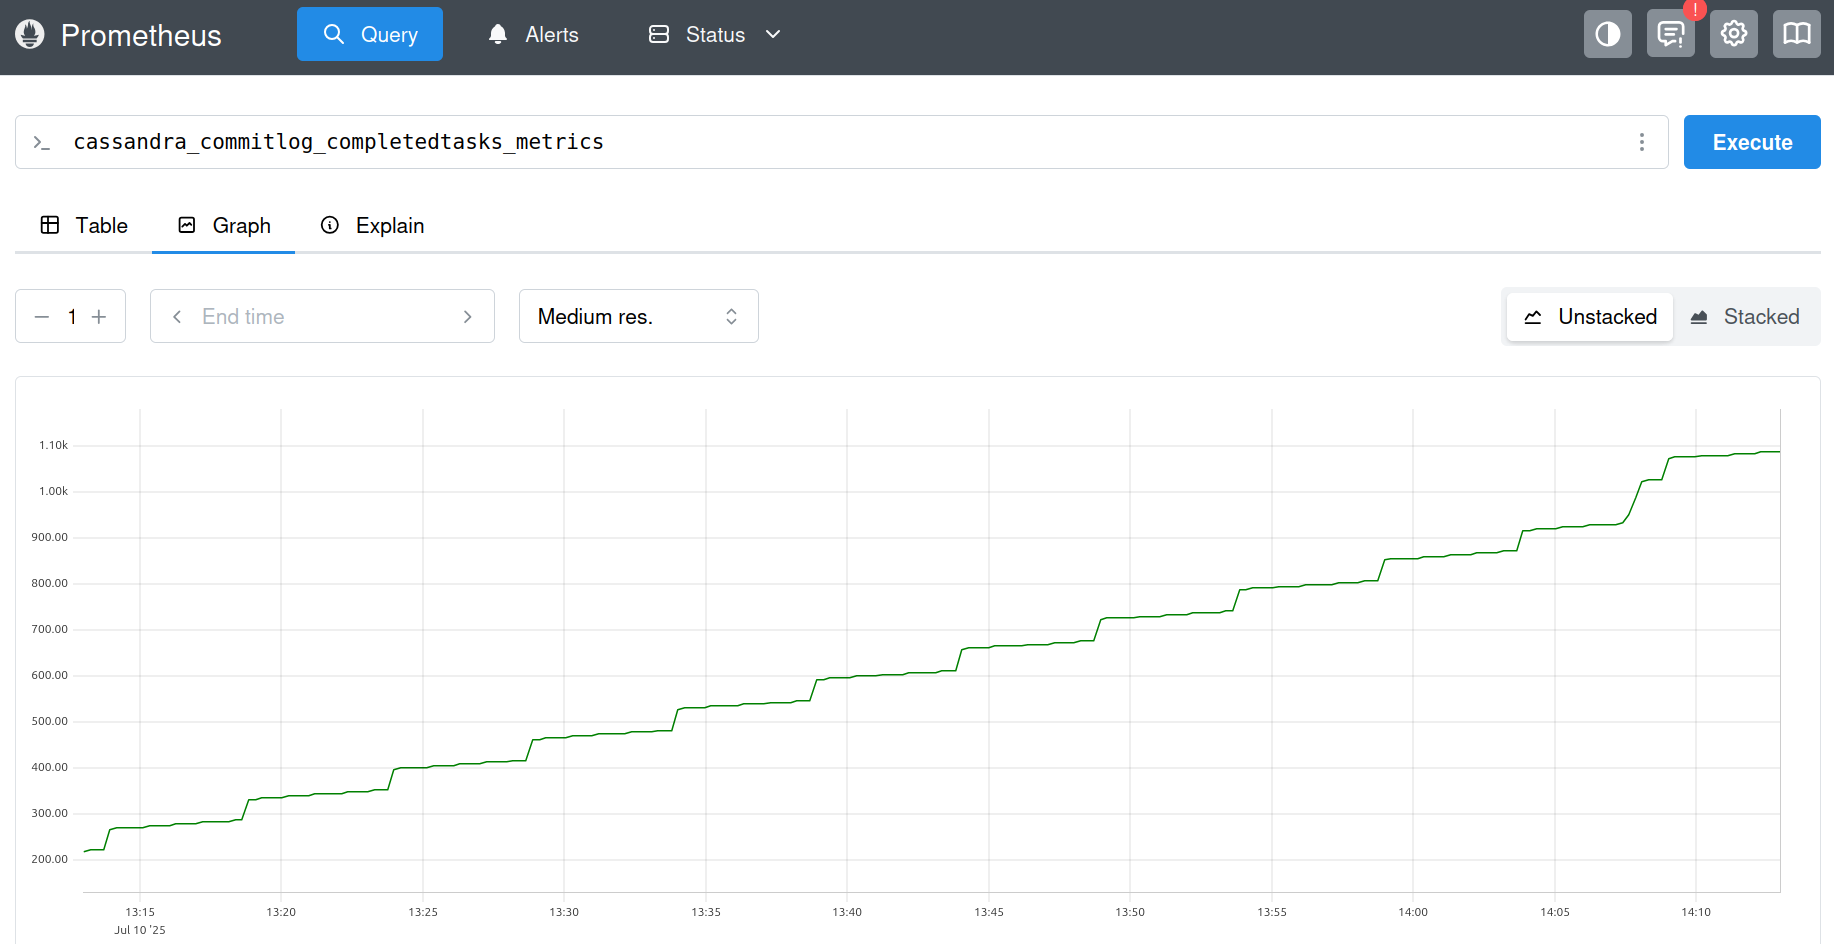 Prometheus
Query
Alerts
Status
!
cassandra_commitlog_completedtasks_metrics
Execute
Table
Graph
Explain
1
End time
Medium res.
Unstacked
Stacked
1.10k
1.00k
900.00
800.00
700.00
600.00
500.00
400.00
300.00
200.00
13:15 13:20 13:25 13:30 13:35 13:40 13:45 13:50 13:55 14:00 14:05 14:10
Jul 10 '25